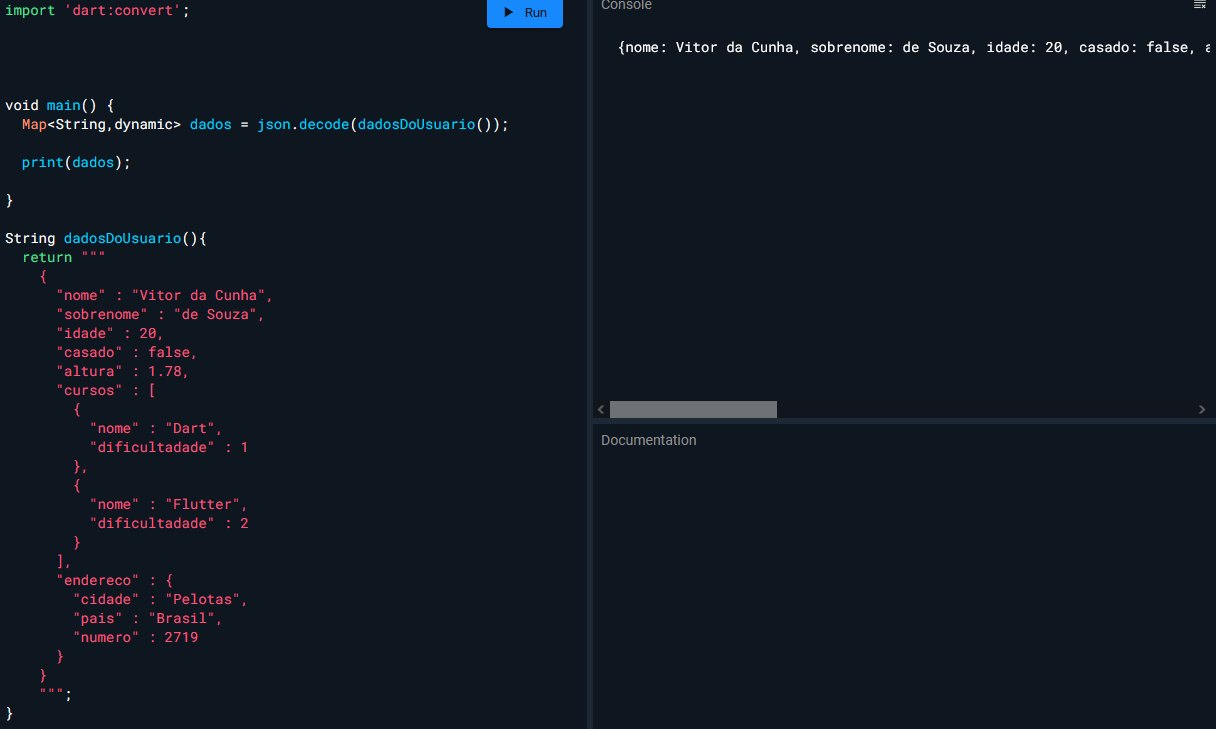 import 'dart:convert';
Run
void main() {
Map<String,dynamic> dados = json.decode(dadosDoUsuario());
print(dados);
}
String dadosDoUsuario(){
return """
{
"nome" : "Vitor da Cunha",
"sobrenome" : "de Souza",
"idade" : 20,
"casado" : false,
"altura" : 1.78,
"cursos" : [
{
"nome" : "Dart",
"dificultadade" : 1
},
{
"nome" : "Flutter",
"dificultadade" : 2
}
],
"endereco" : {
"cidade" : "Pelotas",
"pais" : "Brasil",
"numero" : 2719
}
}
""";
}
Console
{nome: Vitor da Cunha, sobrenome: de Souza, idade: 20, casado: false,
Documentation